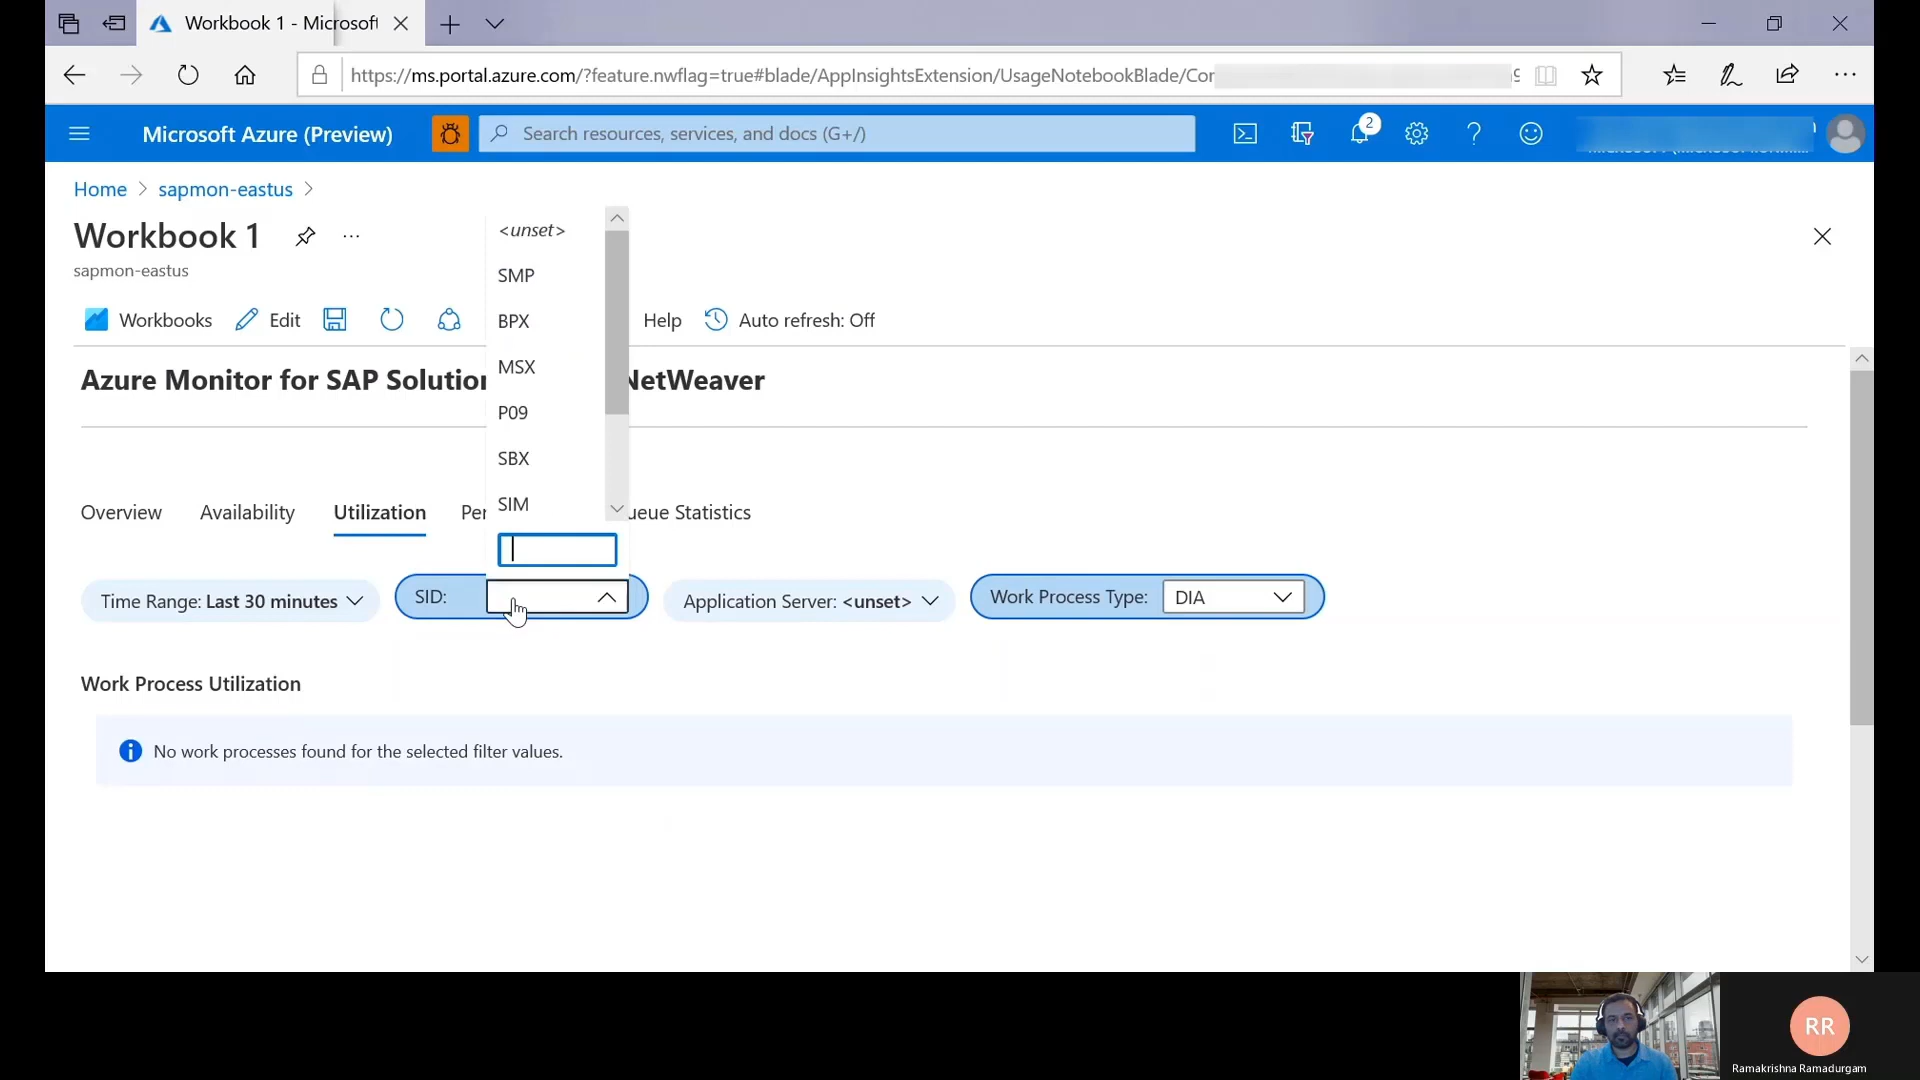 Workbook 1 - Microsoft
https://ms.portal.azure.com/?feature.nwflag=true#blade/AppInsightsExtension/UsageNotebookBlade/Cor
Microsoft Azure (Preview)
Search resources, services, and docs (G+/)
2
Home > sapmon-eastus >
Workbook 1
sapmon-eastus
Workbooks Edit Help Auto refresh: Off
<unset>
SMP
BPX
MSX
P09
SBX
SIM
Azure Monitor for SAP Solution NetWeaver
Overview Availability Utilization Per ueue Statistics
Time Range: Last 30 minutes SID: Application Server: <unset> Work Process Type: DIA
Work Process Utilization
No work processes found for the selected filter values.
RR
Ramakrishna Ramadurgam